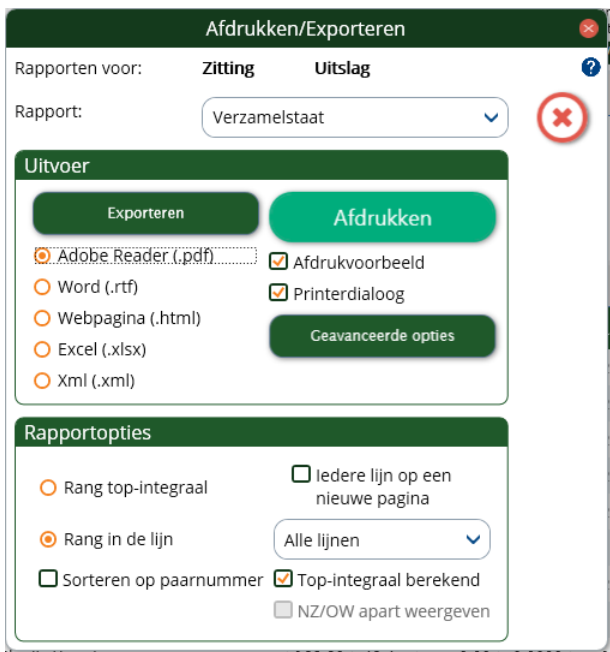 Afdrukken/Exporteren
Rapporten voor: Zitting Uitslag
Rapport: Verzamelstaat
Uitvoer
Exporteren
Adobe Reader (.pdf)
Word (.rtf)
Webpagina (.html)
Excel (.xlsx)
Xml (.xml)
Afdrukken
Afdrukvoorbeeld
Printerdialoog
Geavanceerde opties
Rapportopties
Rang top-integraal
Iedere lijn op een
nieuwe pagina
Rang in de lijn
Alle lijnen
Sorteren op paarnummer
Top-integraal berekend
NZ/OW apart weergeven